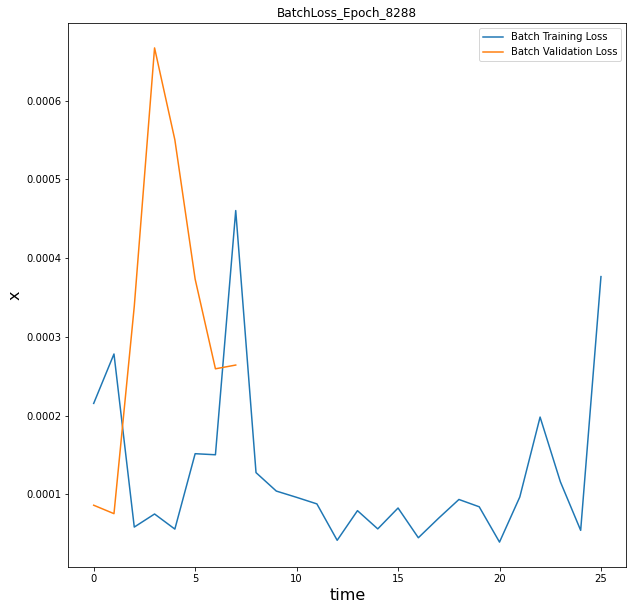 BatchLoss_Epoch_8288
Batch Training Loss
Batch Validation Loss
0.0006
0.0005
0.0004
0.0003
0.0002
0.0001
x
0
5
10
15
20
25
time